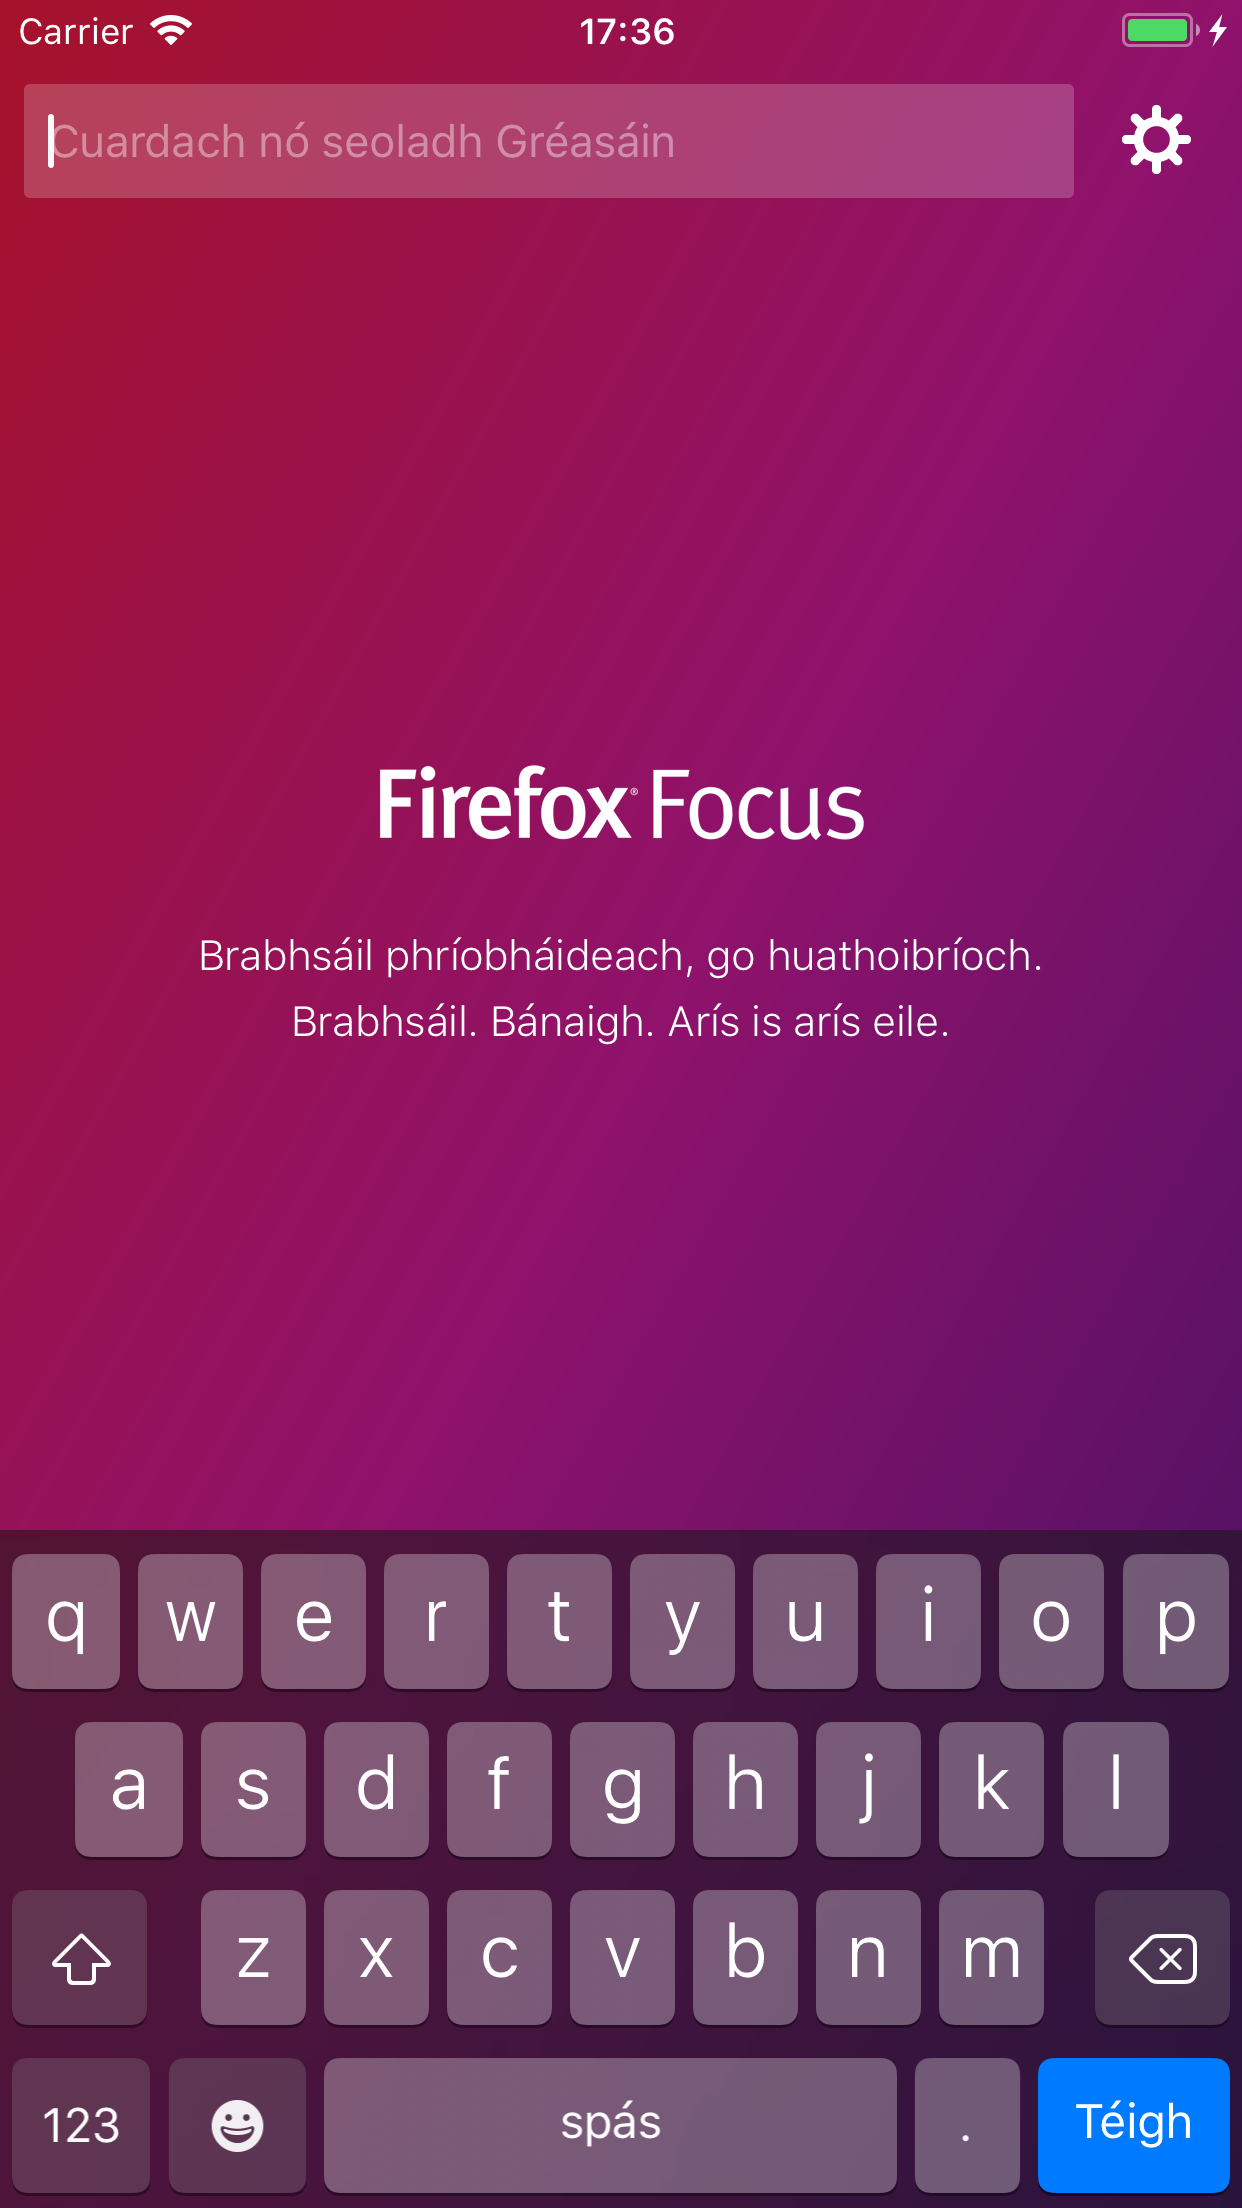 Carrier 17:36
Cuardach nó seoladh Gréasáin
Firefox® Focus
Brabhsáil phríobháideach, go huathoibríoch.
Brabhsáil. Bánaigh. Arís is arís eile.
q w e r t y u i o p
a s d f g h j k l
z x c v b n m
123 spás . Téigh